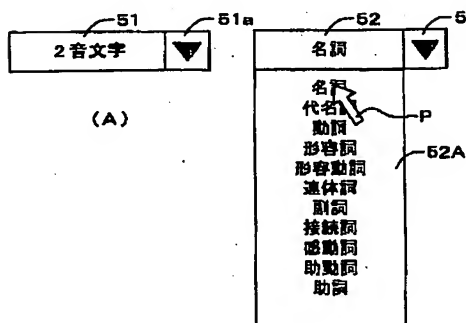 51 51a 52 5
2音文字 ▼ 名詞 ▼
(A)
名詞
代名詞
動詞
形容詞
形容動詞
連体詞
副詞
接続詞
感動詞
助動詞
助詞
P
52A